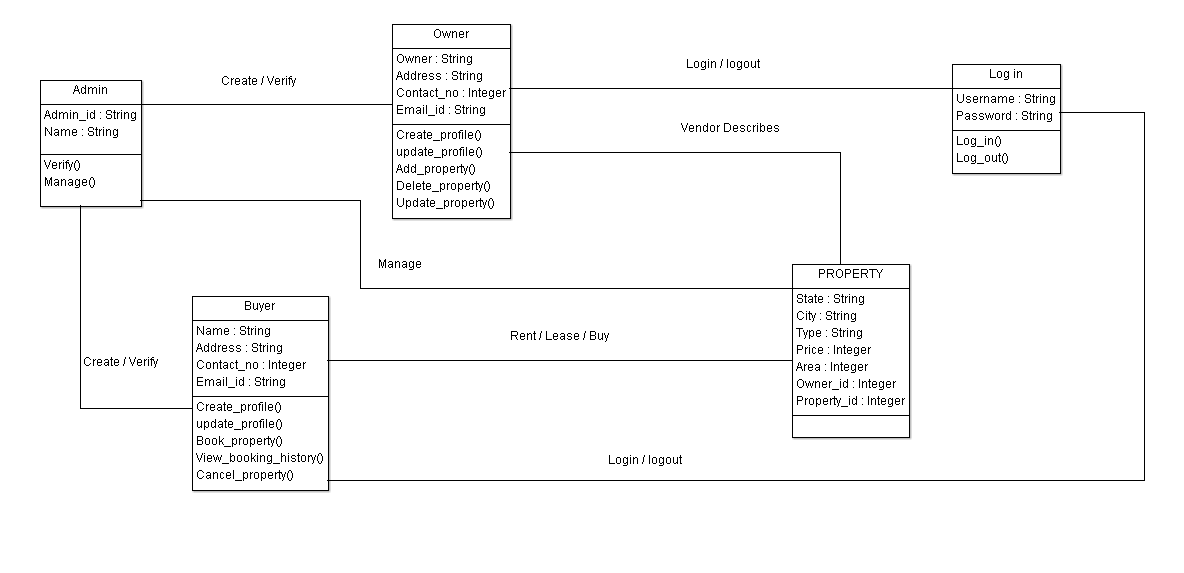 Owner
Owner : String
Address : String
Contact_no : Integer
Email_id : String
Create_profile()
update_profile()
Add_property()
Delete_property()
Update_property()
Login / logout
Log in
Username : String
Password : String
Log_in()
Log_out()
Create / Verify
Admin
Admin_id : String
Name : String
Verify()
Manage()
Vendor Describes
Manage
PROPERTY
State : String
City : String
Type : String
Price : Integer
Area : Integer
Owner_id : Integer
Property_id : Integer
Buyer
Name : String
Address : String
Contact_no : Integer
Email_id : String
Create_profile()
update_profile()
Book_property()
View_booking_history()
Cancel_property()
Rent / Lease / Buy
Create / Verify
Login / logout